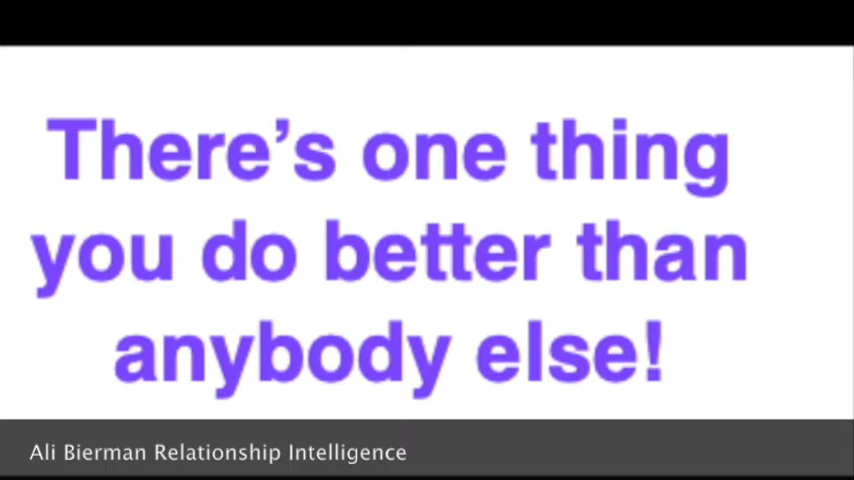 There’s one thing
you do better than
anybody else!
Ali Bierman Relationship Intelligence